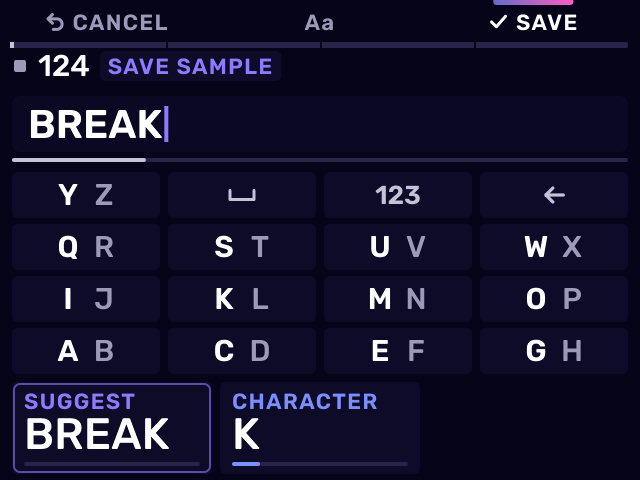 CANCEL Aa SAVE
124 SAVE SAMPLE
BREAK
Y Z 123
Q R S T U V W X
I J K L M N O P
A B C D E F G H
SUGGEST CHARACTER
BREAK K